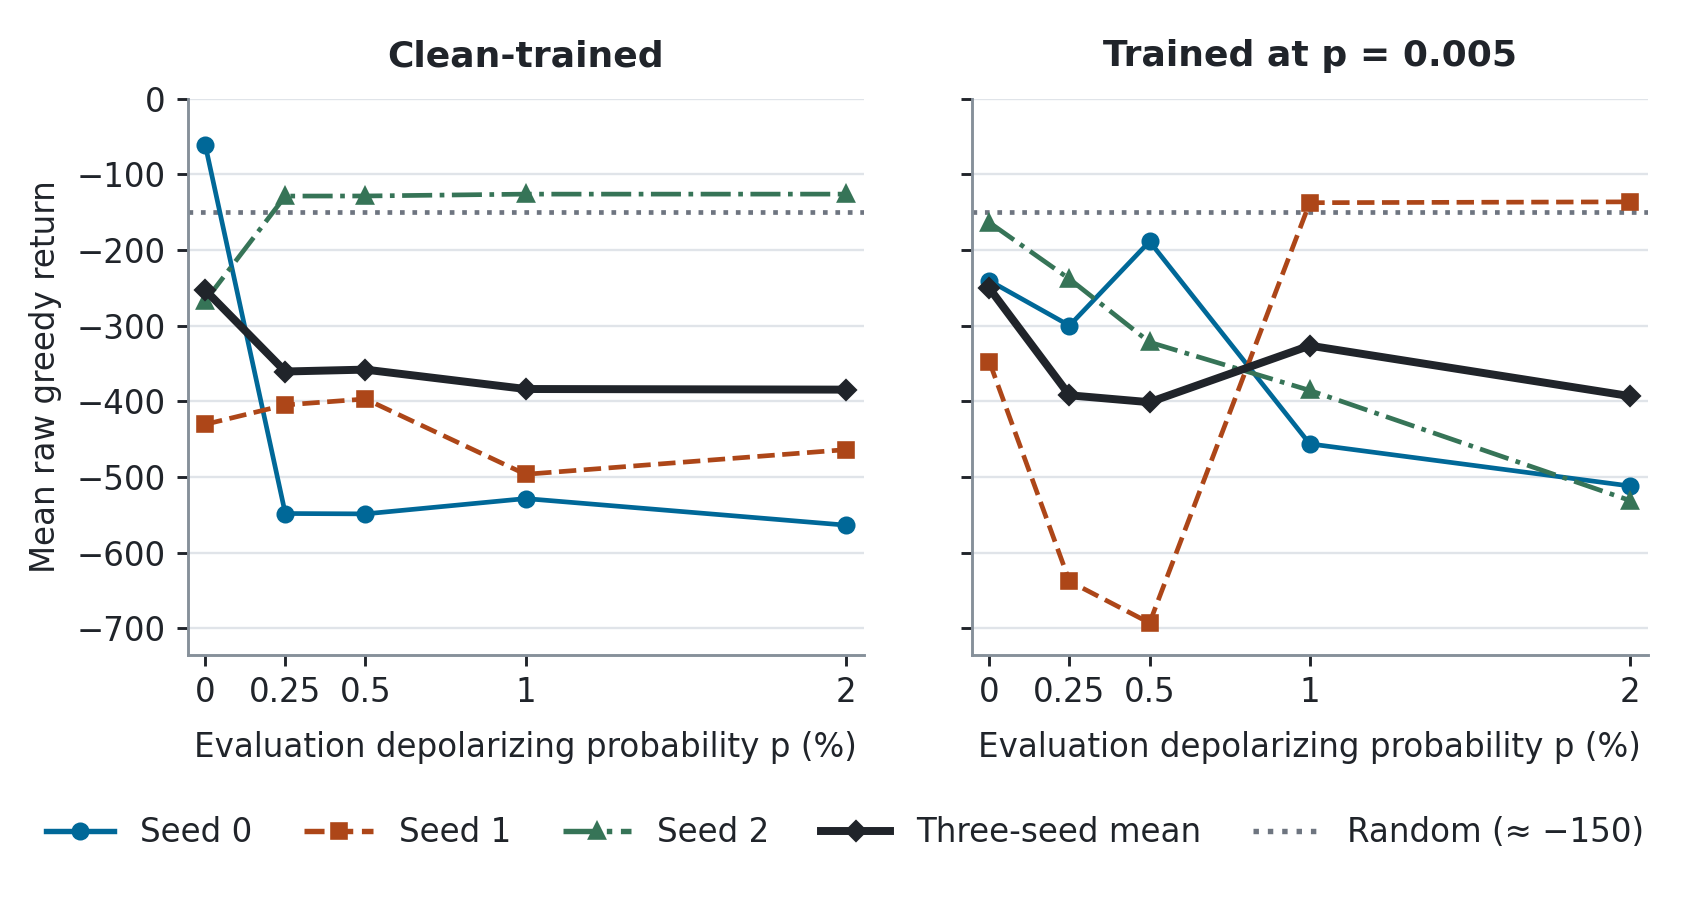 Clean-trained
Trained at p = 0.005
Mean raw greedy return
0
−100
−200
−300
−400
−500
−600
−700
0 0.25 0.5 1 2
0 0.25 0.5 1 2
Evaluation depolarizing probability p (%)
Evaluation depolarizing probability p (%)
Seed 0 Seed 1 Seed 2 Three-seed mean Random (≈ −150)